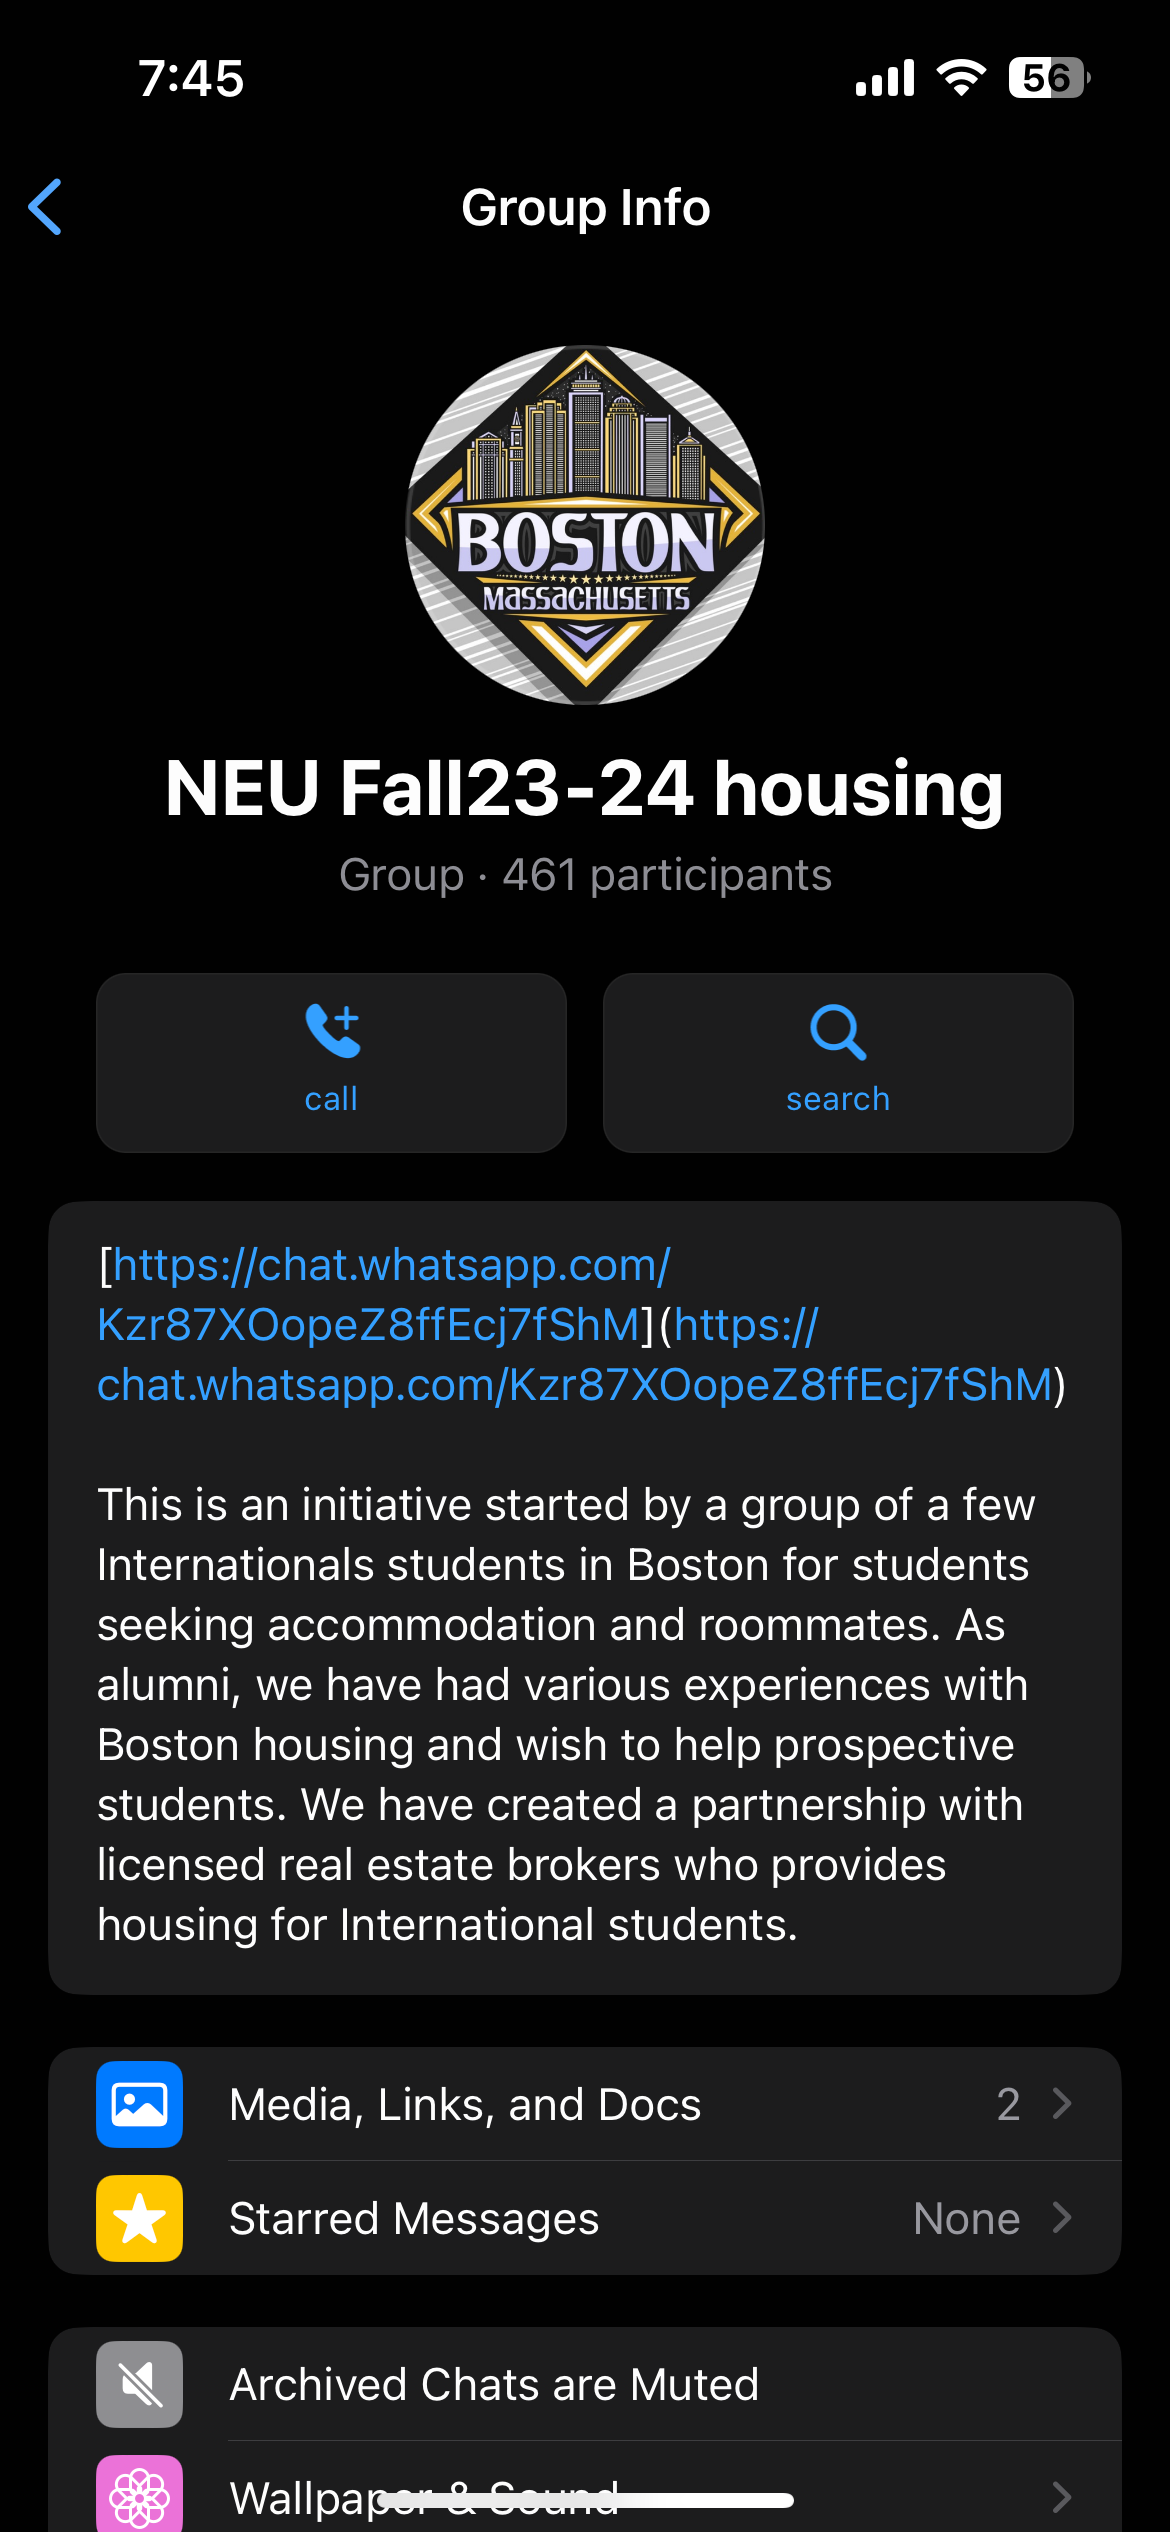 7:45
56
Group Info
BOSTON
MASSACHUSETTS
NEU Fall23-24 housing
Group · 461 participants
call
search
[https://chat.whatsapp.com/
Kzr87XOopeZ8ffEcj7fShM](https://
chat.whatsapp.com/Kzr87XOopeZ8ffEcj7fShM)
This is an initiative started by a group of a few
Internationals students in Boston for students
seeking accommodation and roommates. As
alumni, we have had various experiences with
Boston housing and wish to help prospective
students. We have created a partnership with
licensed real estate brokers who provides
housing for International students.
Media, Links, and Docs 2
Starred Messages None
Archived Chats are Muted
Wallpaper & Sound